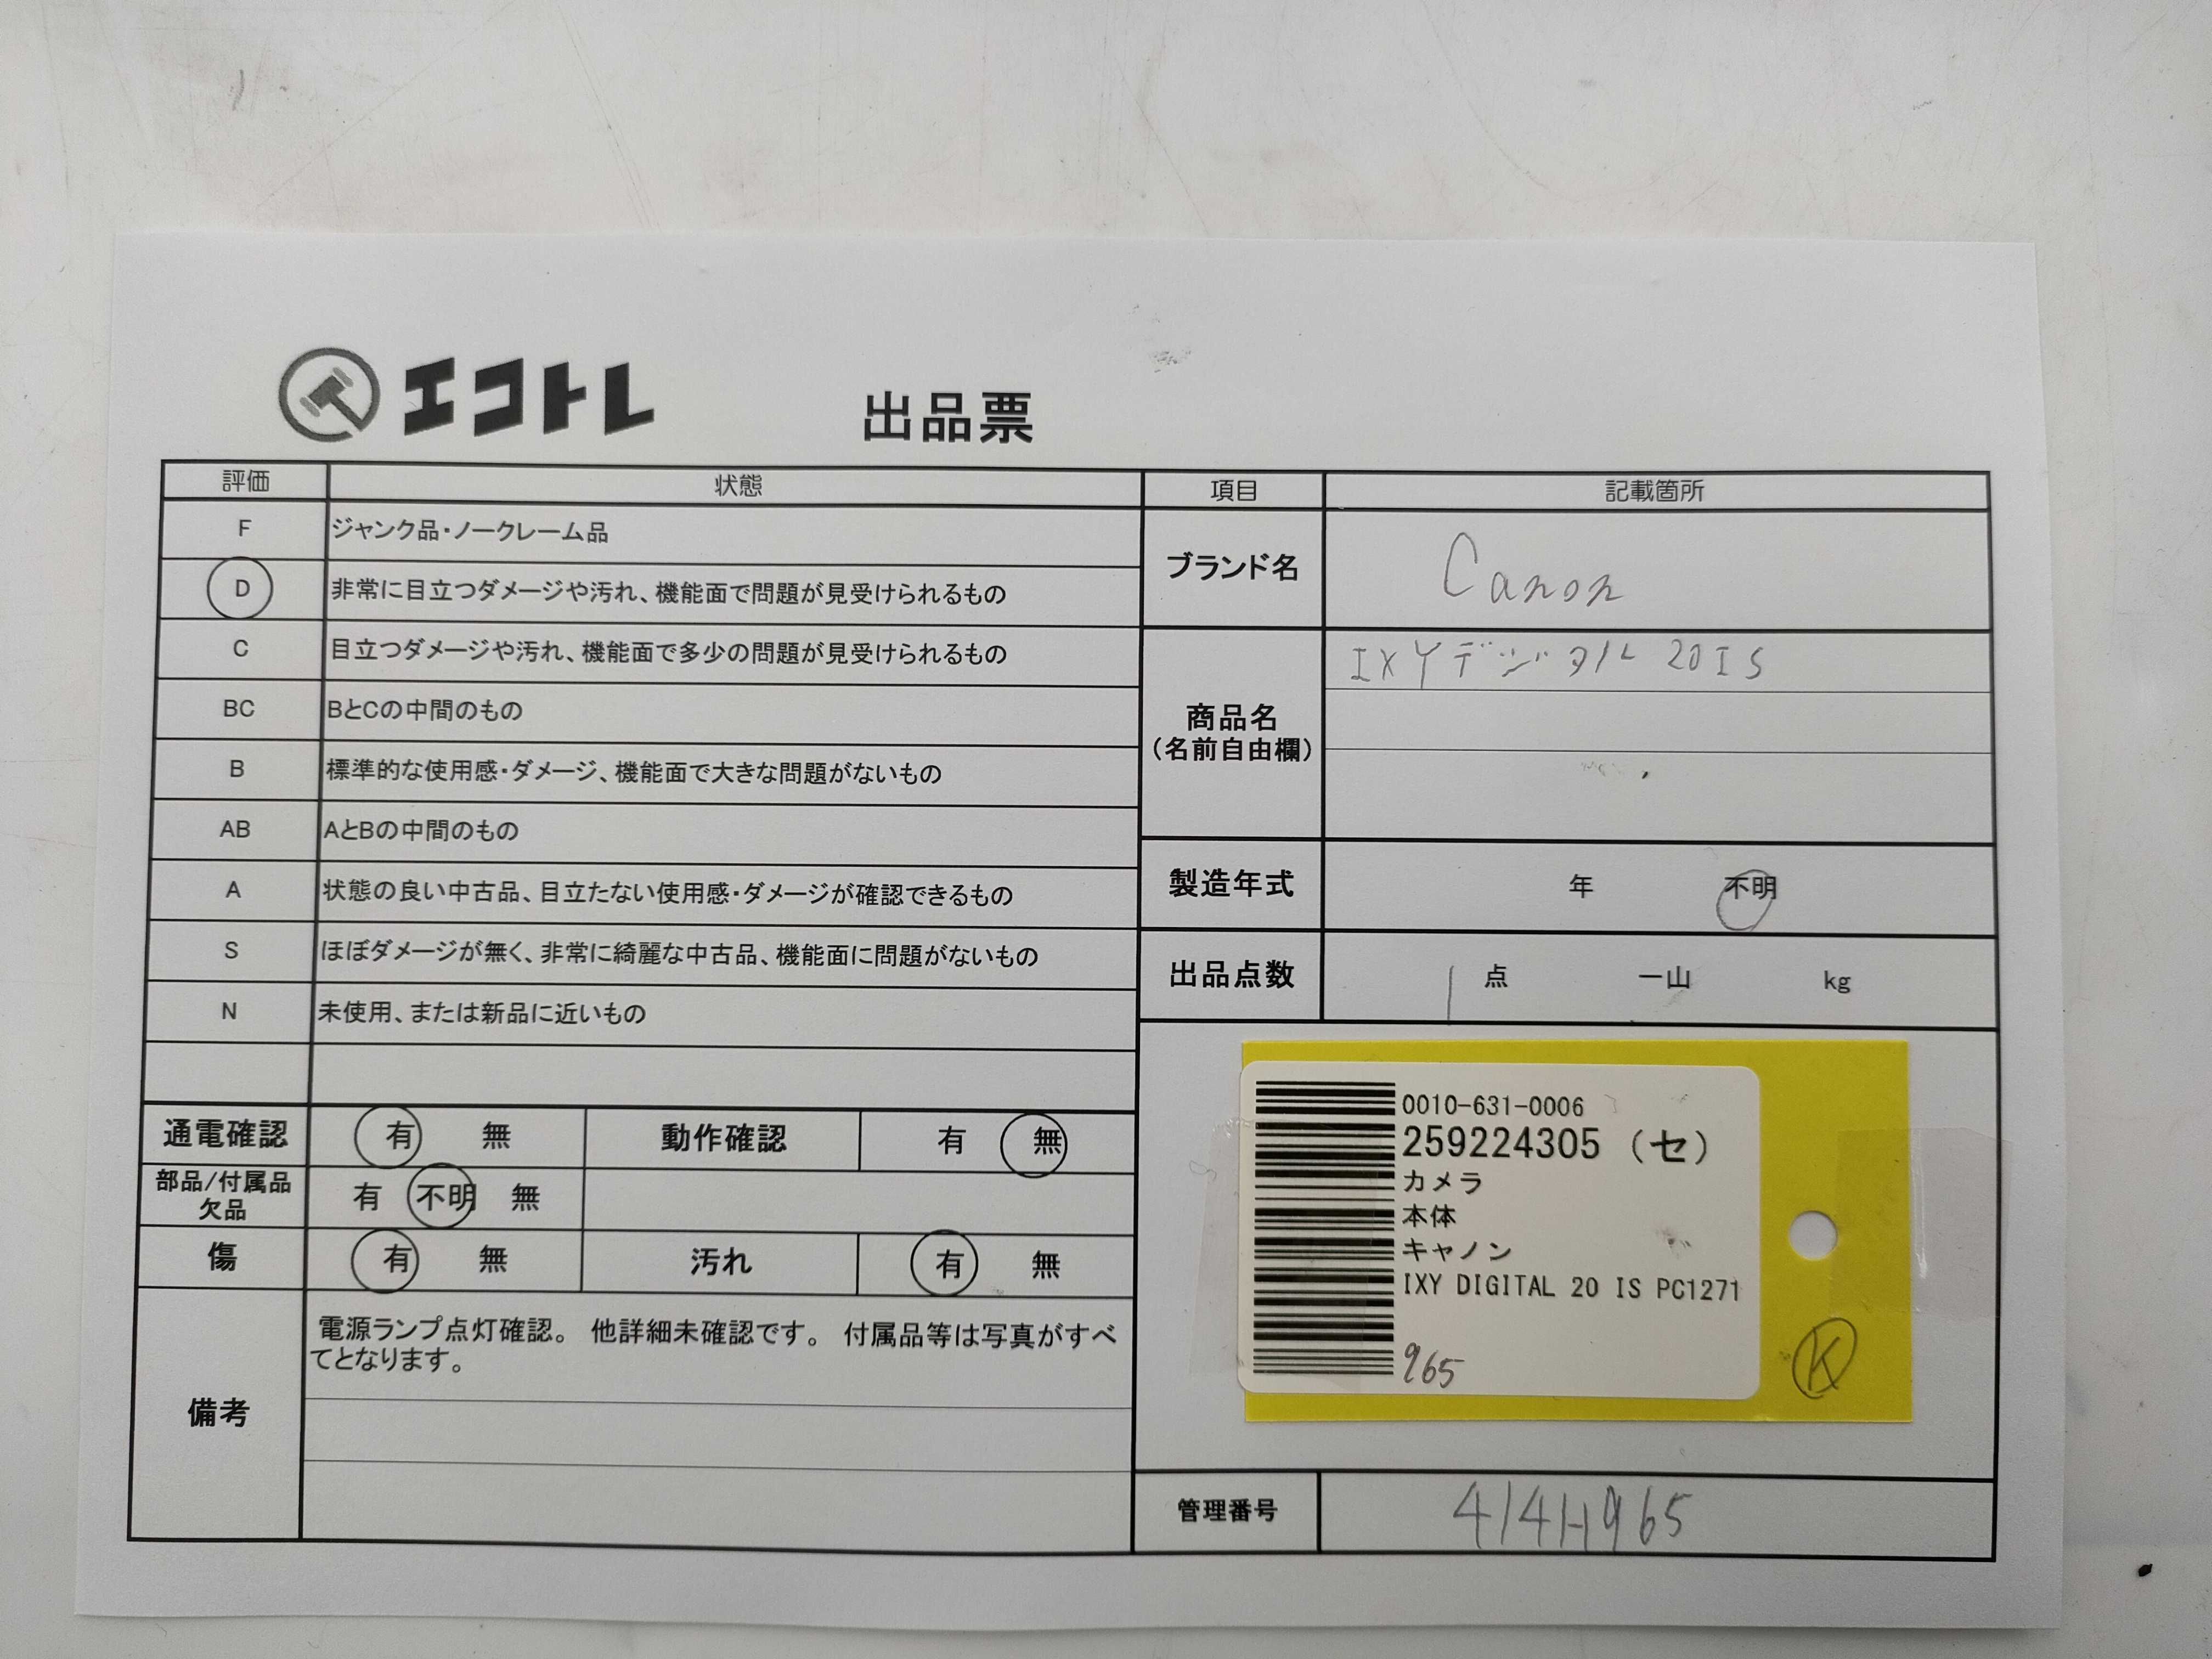 エコトレ
出品票
評価 状態
F ジャンク品・ノークレーム品
D 非常に目立つダメージや汚れ、機能面で問題が見受けられるもの
C 目立つダメージや汚れ、機能面で多少の問題が見受けられるもの
BC BとCの中間のもの
B 標準的な使用感・ダメージ、機能面で大きな問題がないもの
AB AとBの中間のもの
A 状態の良い中古品、目立たない使用感・ダメージが確認できるもの
S ほぼダメージが無く、非常に綺麗な中古品、機能面に問題がないもの
N 未使用、または新品に近いもの
通電確認 有 無 動作確認 有 無
部品/付属品
欠品 有 不明 無
傷 有 無 汚れ 有 無
備考
電源ランプ点灯確認。 他詳細未確認です。 付属品等は写真がすべ
てとなります。
項目 記載箇所
ブランド名 Canon
商品名
(名前自由欄)
IXYデジタル 20IS
製造年式 年 不明
出品点数 1点 一山 kg
0010-631-0006
259224305 (セ)
カメラ
本体
キャノン
IXY DIGITAL 20 IS PC1271
965
K
管理番号 414H965